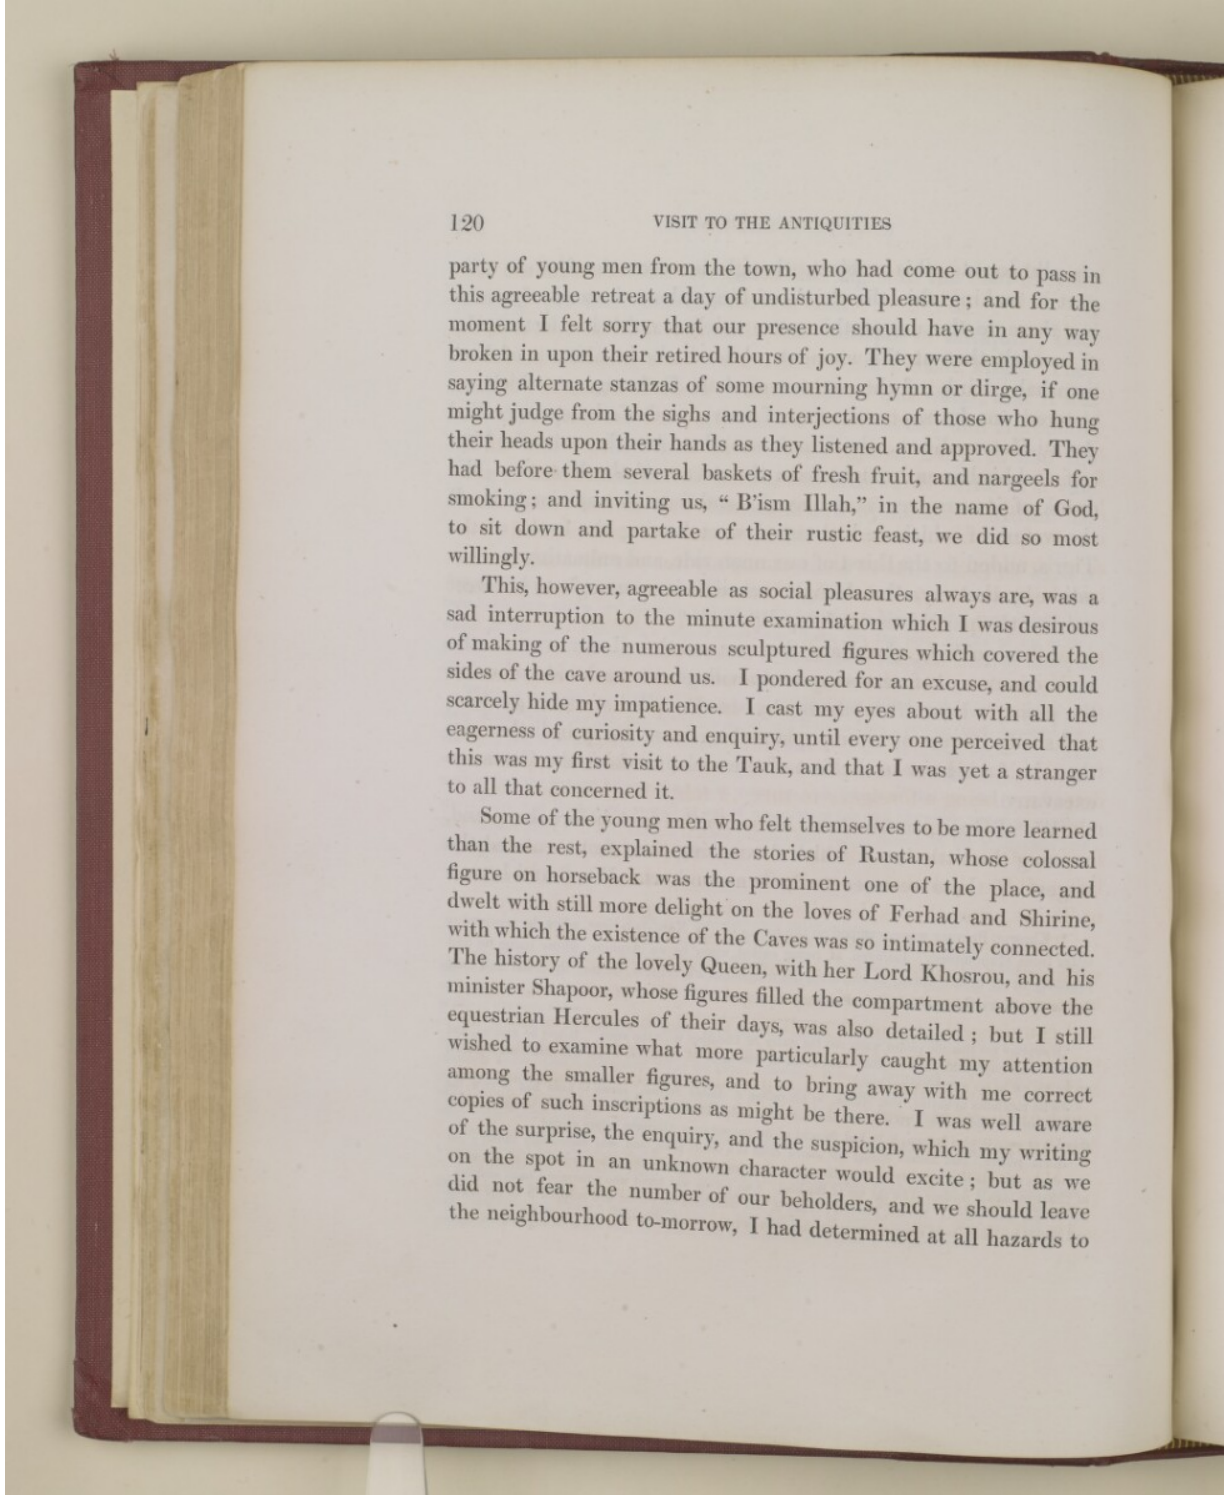 120 VISIT TO THE ANTIQUITIES
party of young men from the town, who had come out to pass in
this agreeable retreat a day of undisturbed pleasure; and for the
moment I felt sorry that our presence should have in any way
broken in upon their retired hours of joy. They were employed in
saying alternate stanzas of some mourning hymn or dirge, if one
might judge from the sighs and interjections of those who hung
their heads upon their hands as they listened and approved. They
had before them several baskets of fresh fruit, and nargeels for
smoking; and inviting us, “ B’ism Illah,” in the name of God,
to sit down and partake of their rustic feast, we did so most
willingly.
This, however, agreeable as social pleasures always are, was a
sad interruption to the minute examination which I was desirous
of making of the numerous sculptured figures which covered the
sides of the cave around us. I pondered for an excuse, and could
scarcely hide my impatience. I cast my eyes about with all the
eagerness of curiosity and enquiry, until every one perceived that
this was my first visit to the Tauk, and that I was yet a stranger
to all that concerned it.
Some of the young men who felt themselves to be more learned
than the rest, explained the stories of Rustan, whose colossal
figure on horseback was the prominent one of the place, and
dwelt with still more delight on the loves of Ferhad and Shirine,
with which the existence of the Caves was so intimately connected.
The history of the lovely Queen, with her Lord Khosrou, and his
minister Shapoor, whose figures filled the compartment above the
equestrian Hercules of their days, was also detailed; but I still
wished to examine what more particularly caught my attention
among the smaller figures, and to bring away with me correct
copies of such inscriptions as might be there. I was well aware
of the surprise, the enquiry, and the suspicion, which my writing
on the spot in an unknown character would excite; but as we
did not fear the number of our beholders, and we should leave
the neighbourhood to-morrow, I had determined at all hazards to